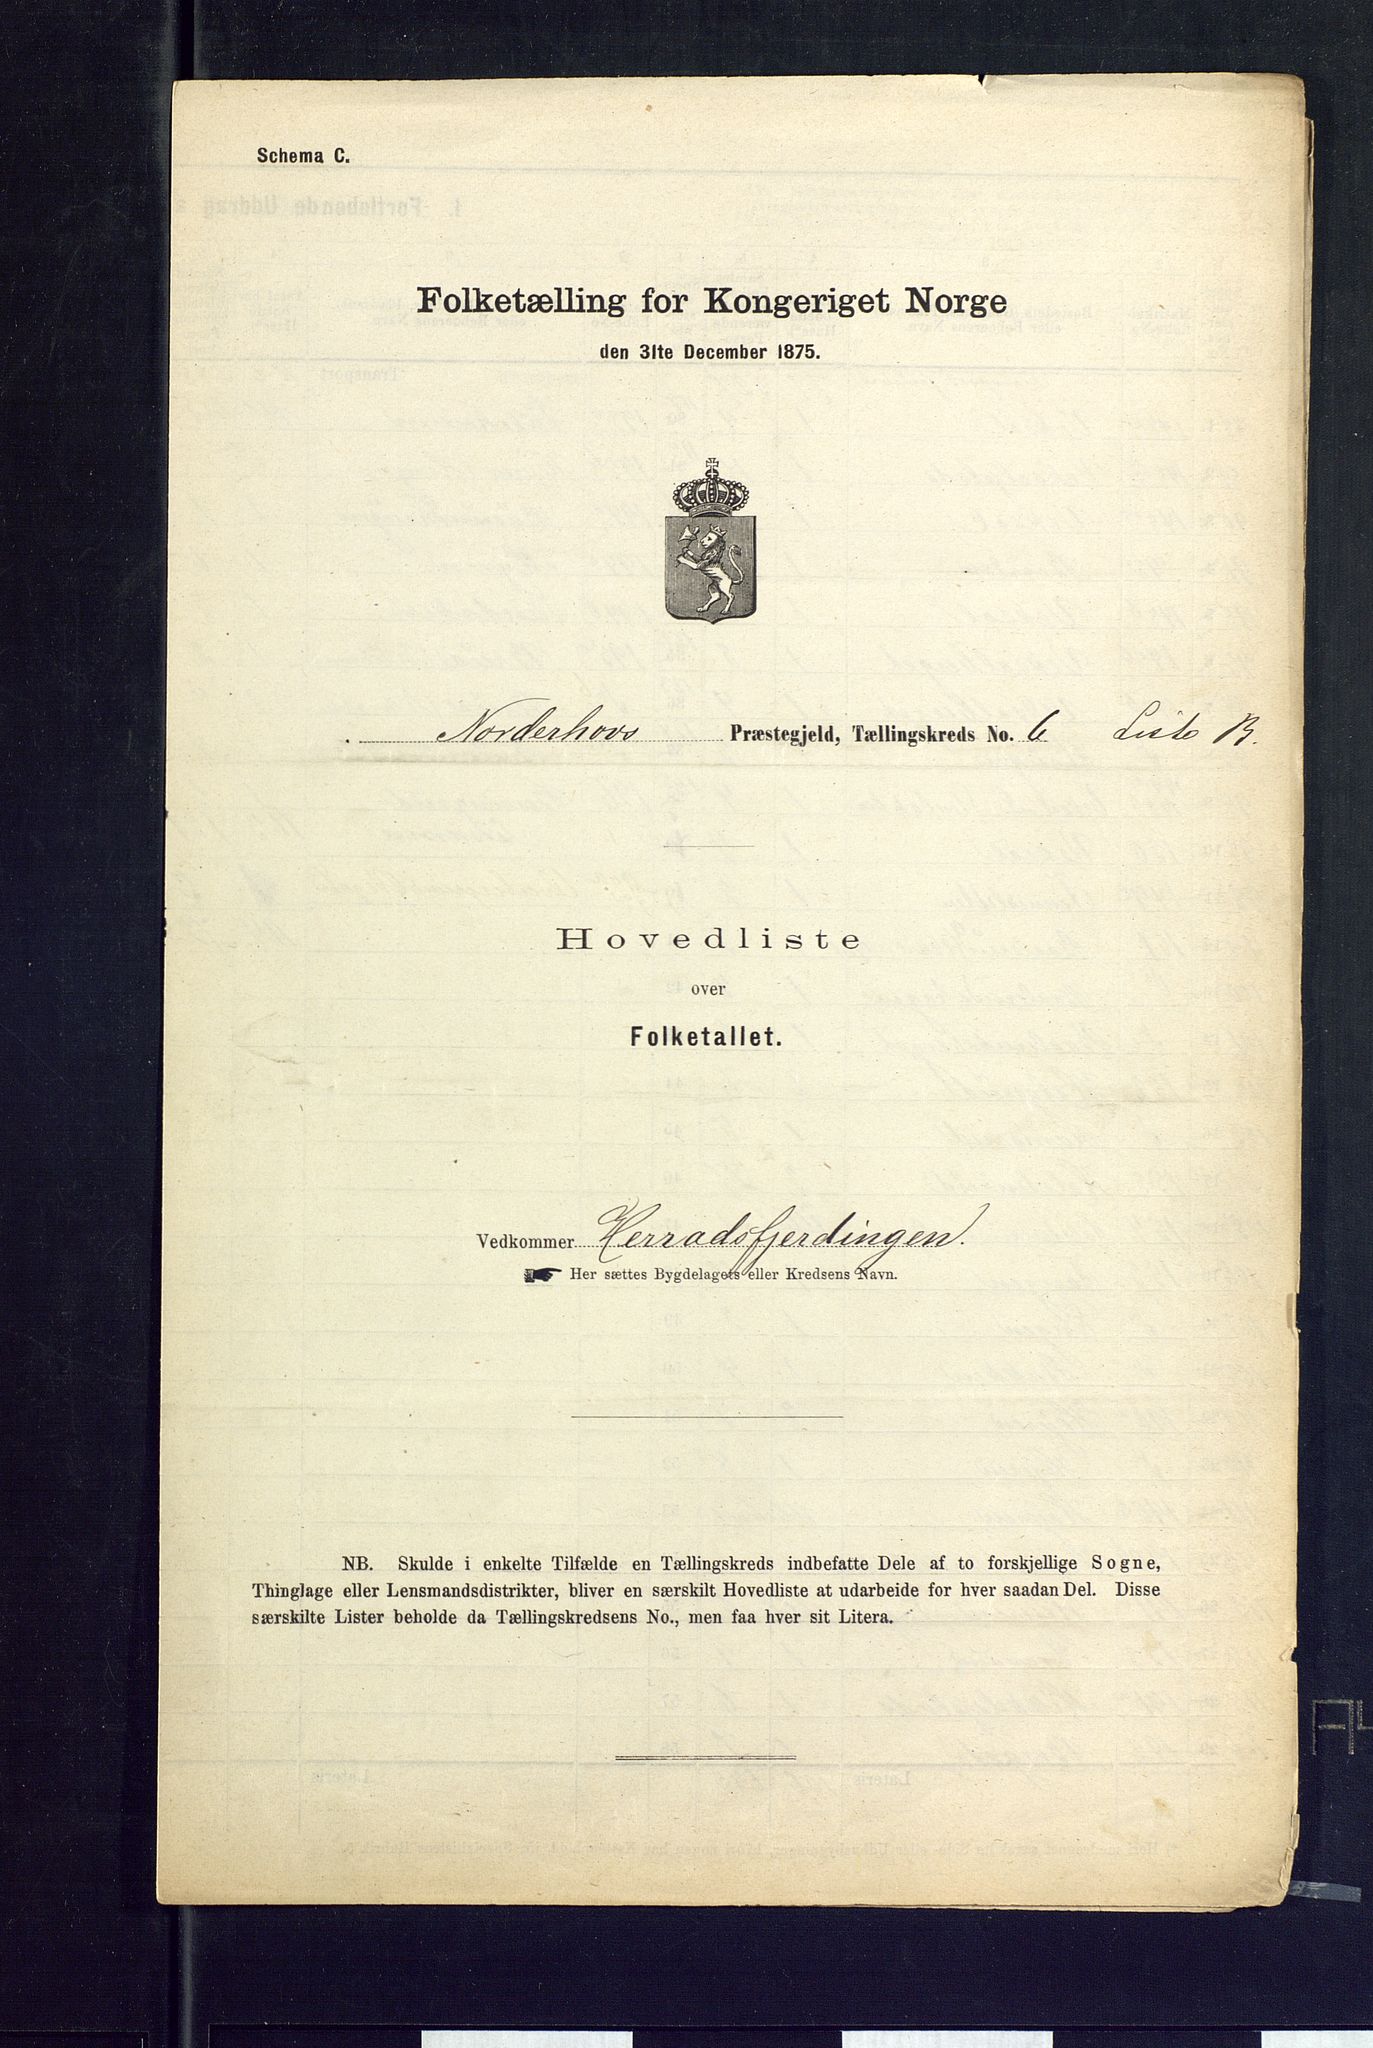 Schema C.
Folketælling for Kongeriget Norge
den 31te December 1875.
Norderhovs Præstegjeld, Tællingskreds No. 6 Liste B.
Hovedliste
over
Folketallet.
Vedkommer Herradsfjerdingen.
Her sættes Bygdelagets eller Kredsens Navn.
NB. Skulde i enkelte Tilfælde en Tællingskreds indbefatte Dele af to forskjellige Sogne,
Thinglage eller Lensmandsdistrikter, bliver en særskilt Hovedliste at udarbeide for hver saadan Del. Disse
særskilte Lister beholde da Tællingskredsens No., men faa hver sit Litera.